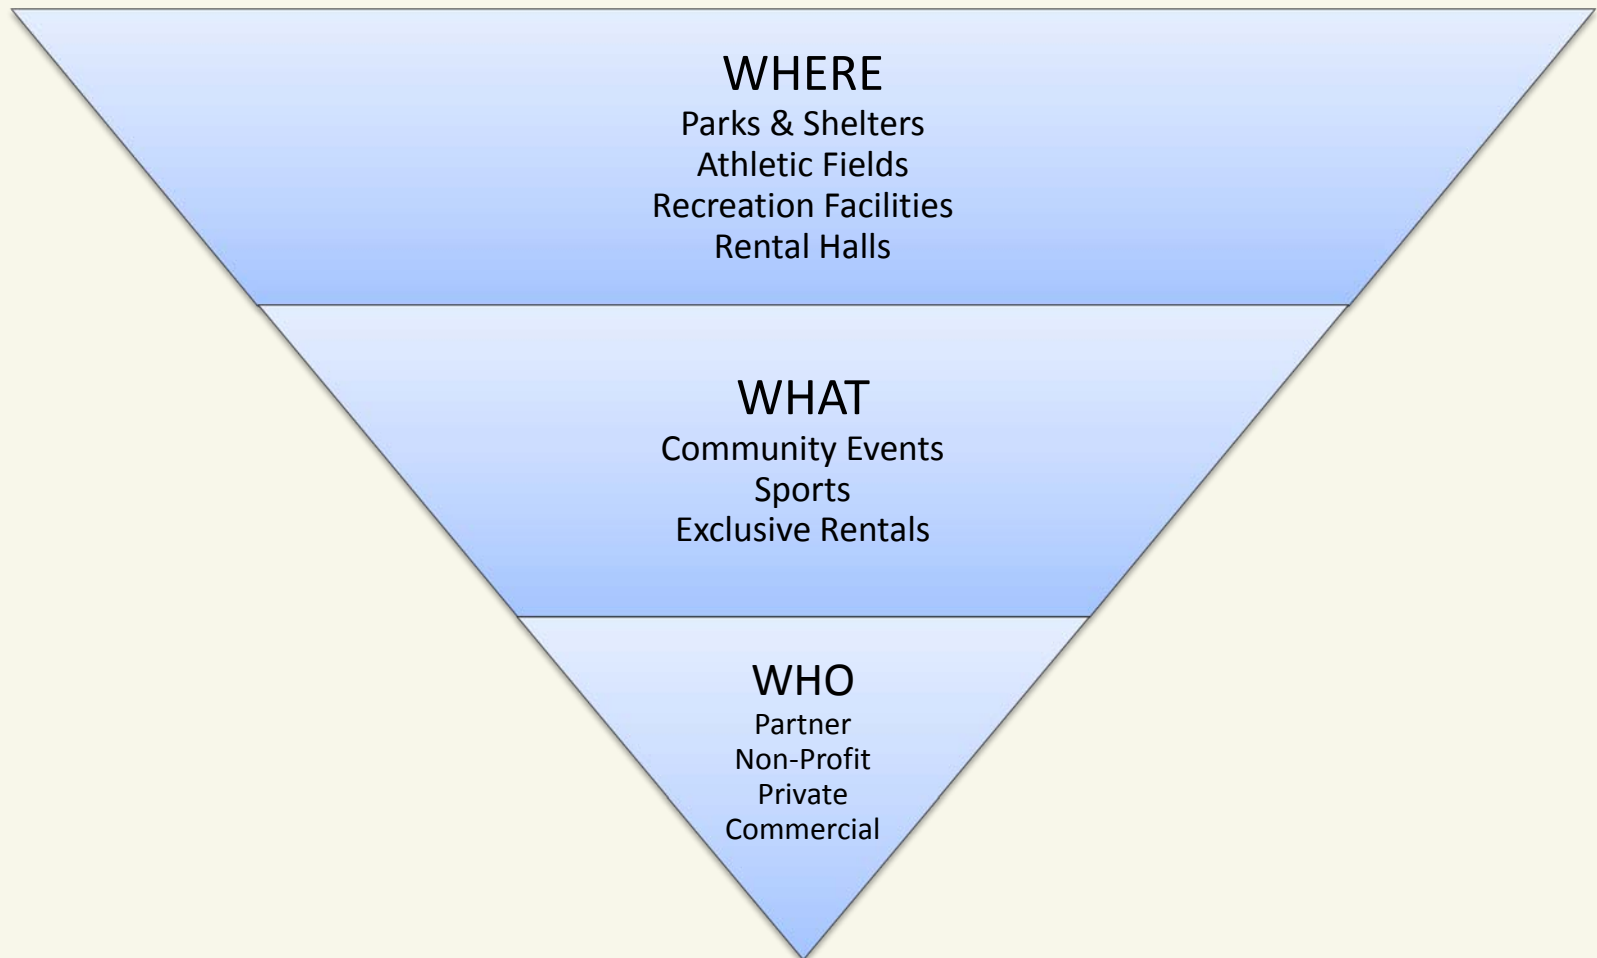 WHERE
Parks & Shelters
Athletic Fields
Recreation Facilities
Rental Halls
WHAT
Community Events
Sports
Exclusive Rentals
WHO
Partner
Non-Profit
Private
Commercial